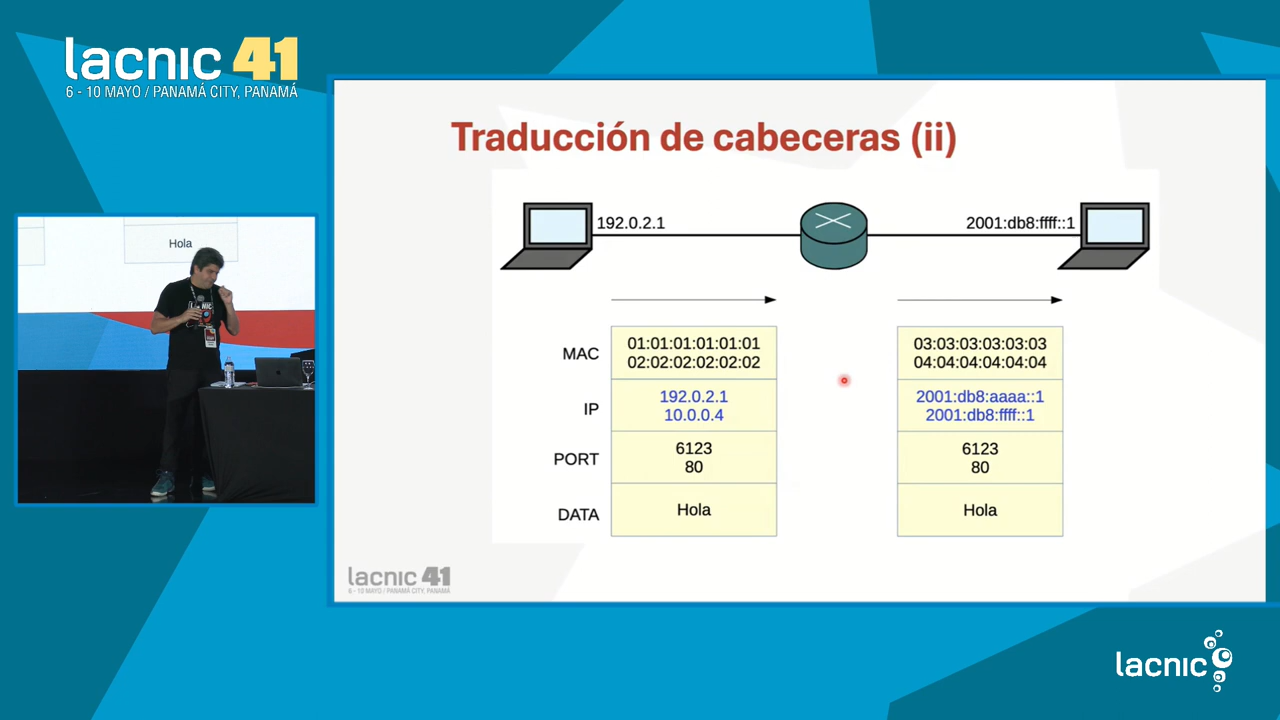 lacnic 41
6 - 10 MAYO / PANAMÁ CITY, PANAMÁ
Hola
Traducción de cabeceras (ii)
192.0.2.1
2001:db8:ffff::1
MAC
01:01:01:01:01:01
02:02:02:02:02:02
03:03:03:03:03:03
04:04:04:04:04:04
IP
192.0.2.1
10.0.0.4
2001:db8:aaaa::1
2001:db8:ffff::1
PORT
6123
80
6123
80
DATA
Hola
Hola
lacnic 41
6 - 10 MAYO / PANAMÁ CITY, PANAMÁ
lacnic